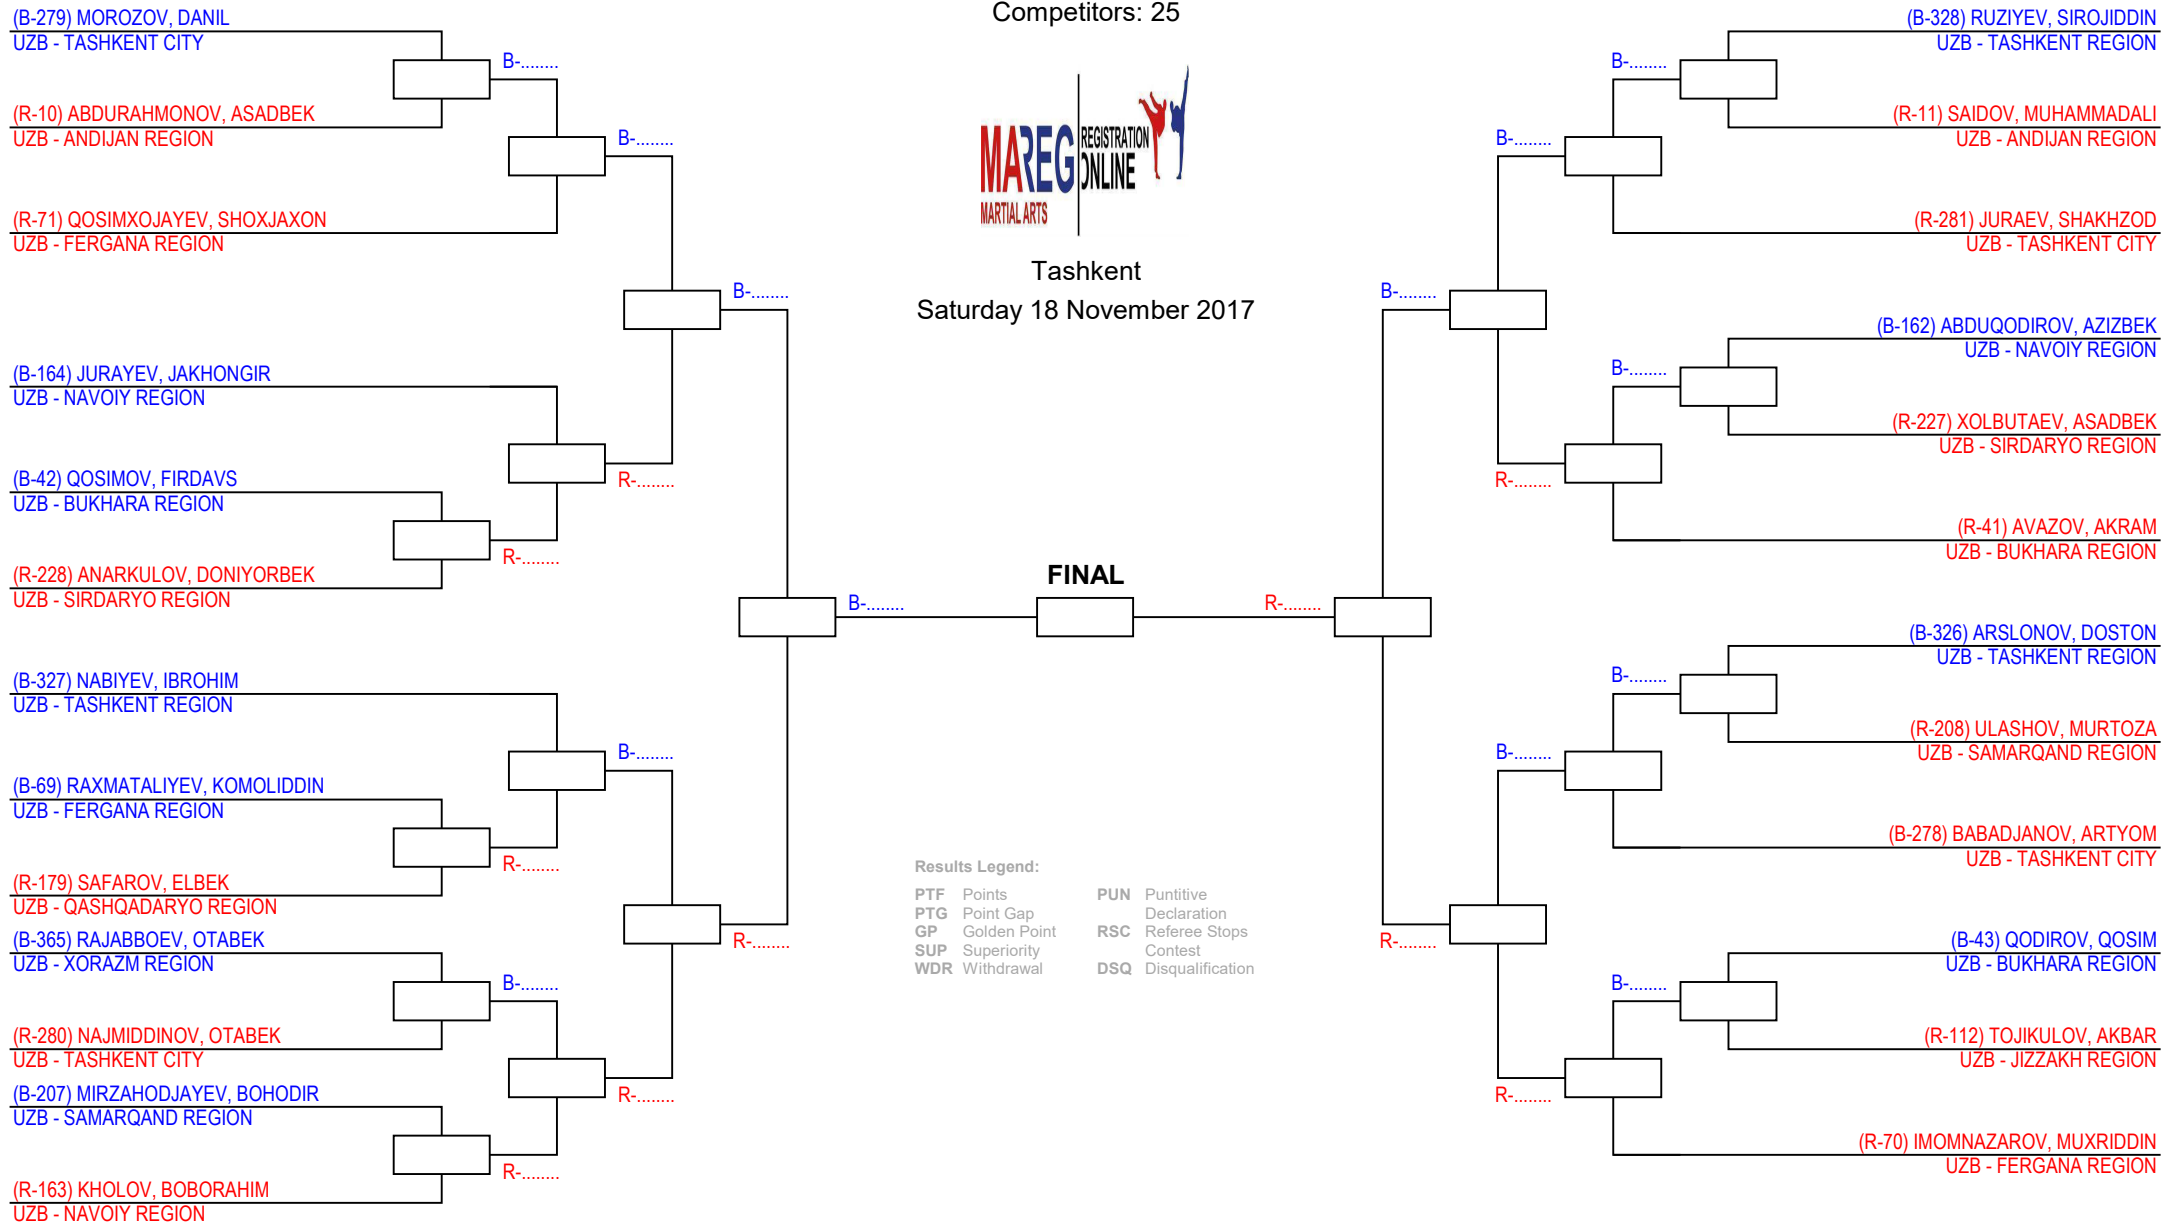 (B-279) MOROZOV, DANIL
UZB - TASHKENT CITY
B-........
(R-10) ABDURAHMONOV, ASADBEK
UZB - ANDIJAN REGION
B-........
(R-71) QOSIMXOJAYEV, SHOXJAXON
UZB - FERGANA REGION
B-........
(B-164) JURAYEV, JAKHONGIR
UZB - NAVOIY REGION
(B-42) QOSIMOV, FIRDAVS
UZB - BUKHARA REGION
R-........
R-........
(R-228) ANARKULOV, DONIYORBEK
UZB - SIRDARYO REGION
B-........
(B-327) NABIYEV, IBROHIM
UZB - TASHKENT REGION
B-........
(B-69) RAXMATALIYEV, KOMOLIDDIN
UZB - FERGANA REGION
R-........
(R-179) SAFAROV, ELBEK
UZB - QASHQADARYO REGION
(B-365) RAJABBOEV, OTABEK
UZB - XORAZM REGION
R-........
B-........
(R-280) NAJMIDDINOV, OTABEK
UZB - TASHKENT CITY
(B-207) MIRZAHODJAYEV, BOHODIR
UZB - SAMARQAND REGION
R-........
R-........
(R-163) KHOLOV, BOBORAHIM
UZB - NAVOIY REGION
Competitors: 25
MAREG
MARTIAL ARTS
REGISTRATION
ONLINE
Tashkent
Saturday 18 November 2017
FINAL
Results Legend:
PTF Points
PTG Point Gap
GP Golden Point
SUP Superiority
WDR Withdrawal
PUN Puntitive
Declaration
RSC Referee Stops
Contest
DSQ Disqualification
(B-328) RUZIYEV, SIROJIDDIN
UZB - TASHKENT REGION
B-........
(R-11) SAIDOV, MUHAMMADALI
UZB - ANDIJAN REGION
B-........
(R-281) JURAEV, SHAKHZOD
UZB - TASHKENT CITY
B-........
(B-162) ABDUQODIROV, AZIZBEK
UZB - NAVOIY REGION
B-........
(R-227) XOLBUTAEV, ASADBEK
UZB - SIRDARYO REGION
R-........
(R-41) AVAZOV, AKRAM
UZB - BUKHARA REGION
R-........
(B-326) ARSLONOV, DOSTON
UZB - TASHKENT REGION
B-........
(R-208) ULASHOV, MURTOZA
UZB - SAMARQAND REGION
B-........
(B-278) BABADJANOV, ARTYOM
UZB - TASHKENT CITY
R-........
(B-43) QODIROV, QOSIM
UZB - BUKHARA REGION
B-........
(R-112) TOJIKULOV, AKBAR
UZB - JIZZAKH REGION
R-........
(R-70) IMOMNAZAROV, MUXRIDDIN
UZB - FERGANA REGION